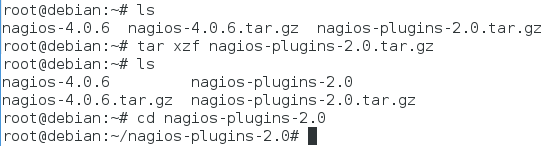 root@debian:~# ls
nagios-4.0.6  nagios-4.0.6.tar.gz  nagios-plugins-2.0.tar.gz
root@debian:~# tar xzf nagios-plugins-2.0.tar.gz
root@debian:~# ls
nagios-4.0.6         nagios-plugins-2.0
nagios-4.0.6.tar.gz  nagios-plugins-2.0.tar.gz
root@debian:~# cd nagios-plugins-2.0
root@debian:~/nagios-plugins-2.0#